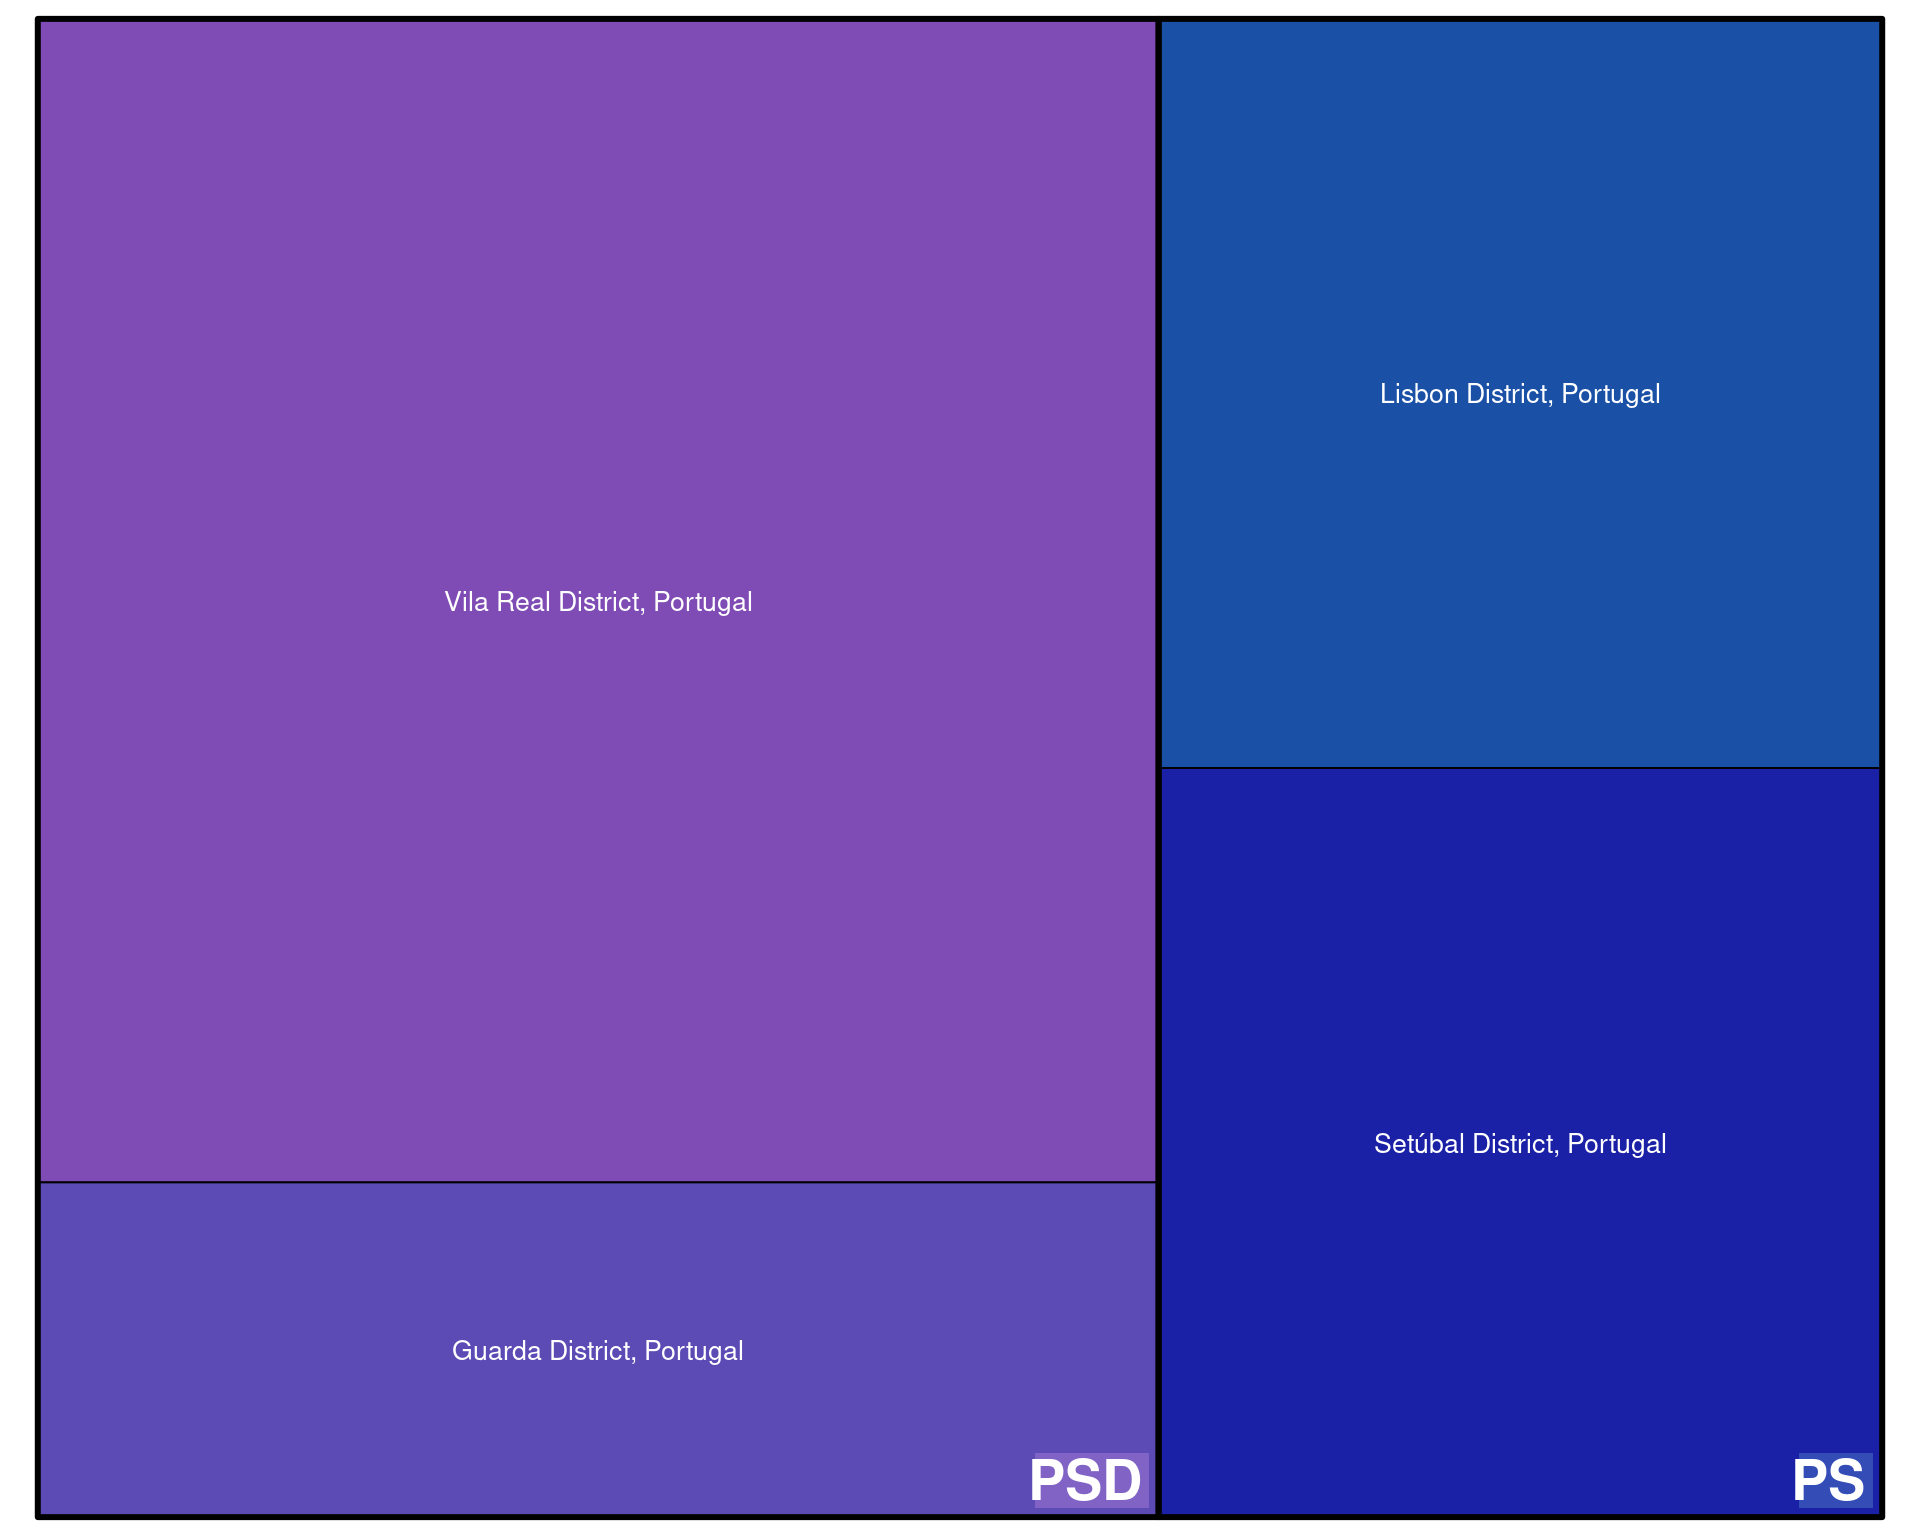 Vila Real District, Portugal
Guarda District, Portugal
PSD
Lisbon District, Portugal
Setúbal District, Portugal
PS